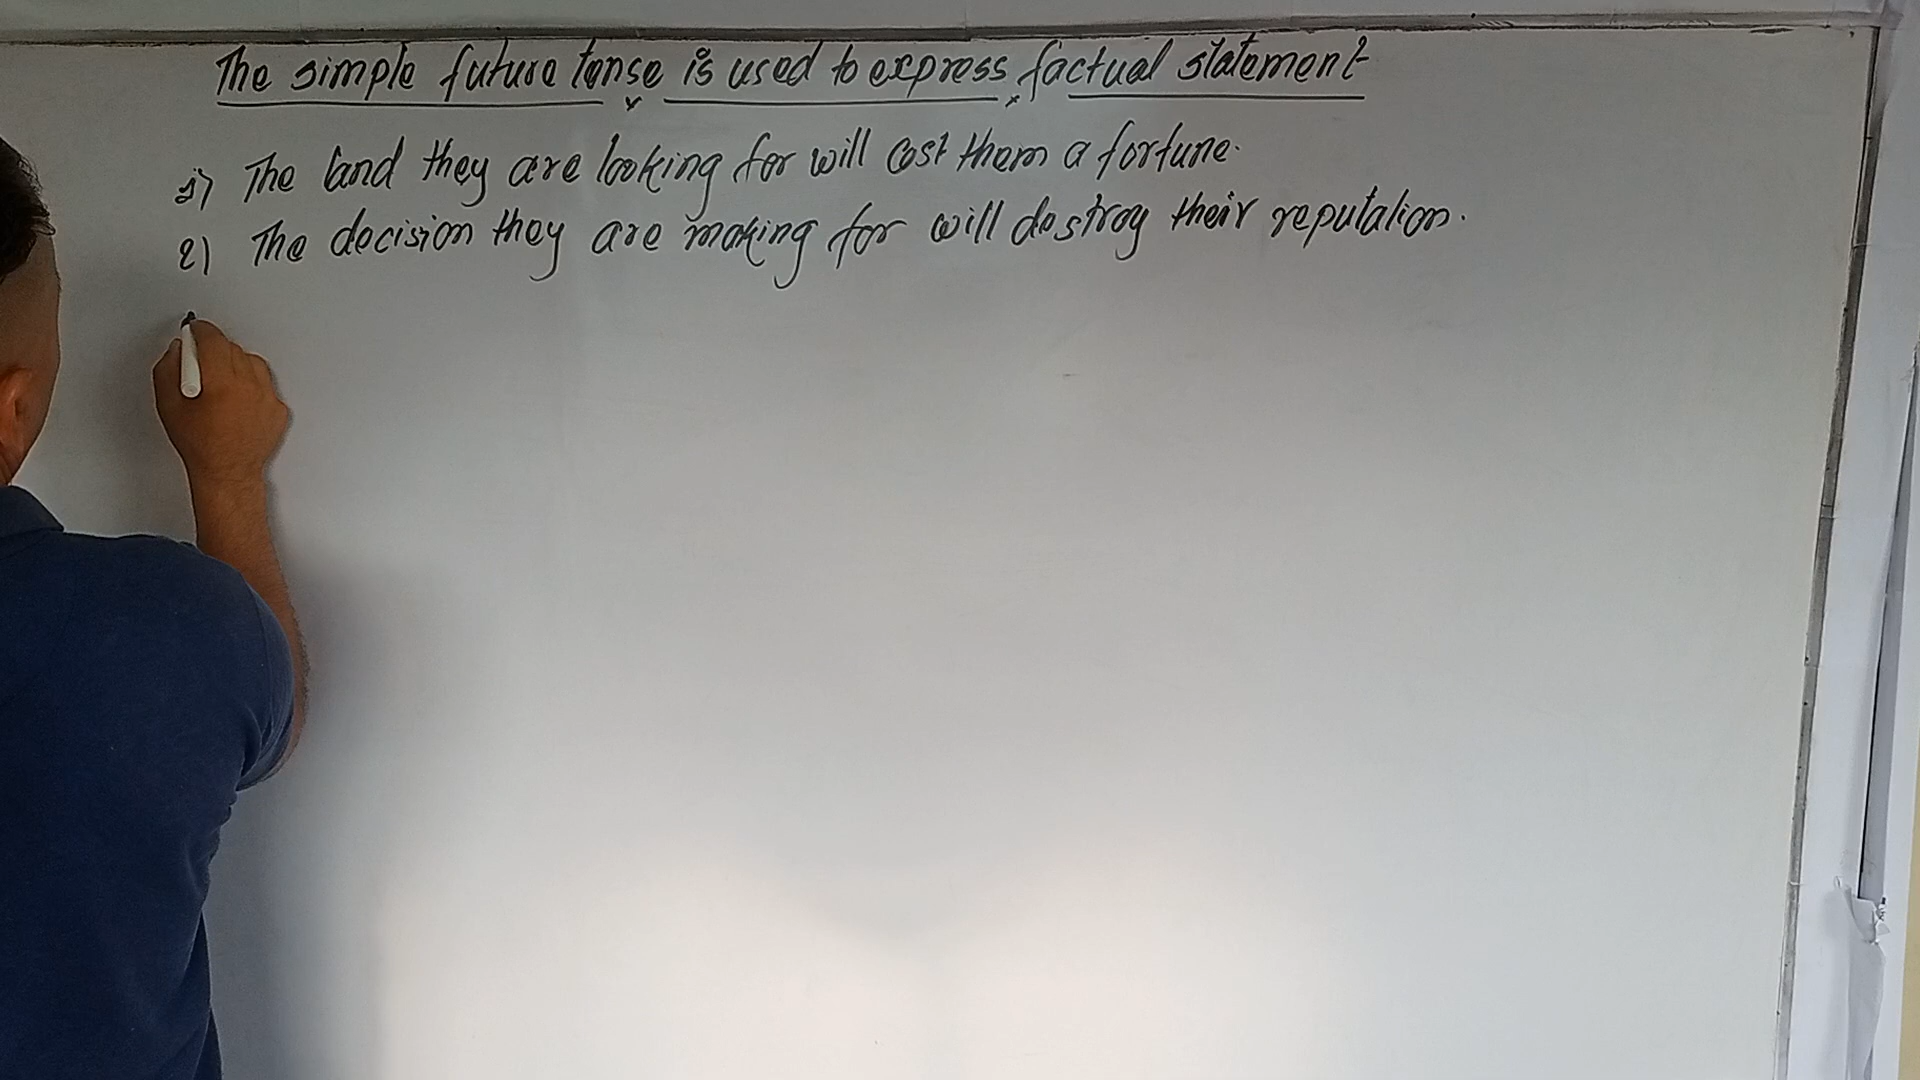 The simple future tense is used to express factual statement
1) The land they are looking for will cost them a fortune.
2) The decision they are making for will destroy their reputation.